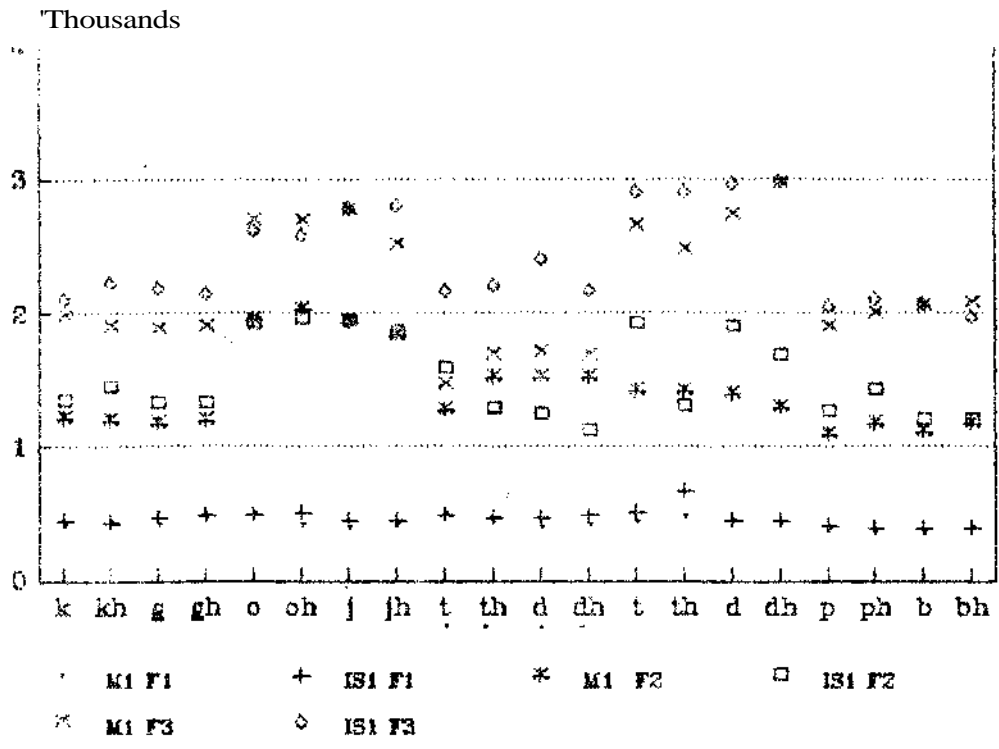 'Thousands
3
2
1
0
k kh g gh o oh j jh t th d dh t th d dh p ph b bh
M1 F1 IS1 F1 M1 F2 IS1 F2
M1 F3 IS1 F3